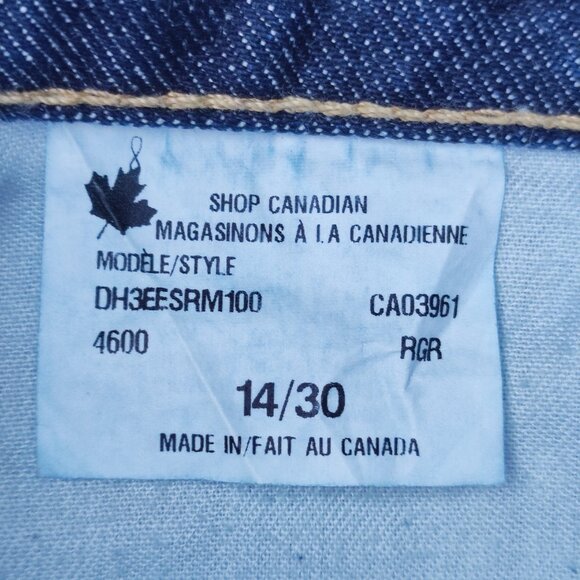 SHOP CANADIAN
MAGASINONS À LA CANADIENNE
MODÈLE/STYLE
DH3EESRM100 CA03961
4600 RGR
14/30
MADE IN/FAIT AU CANADA